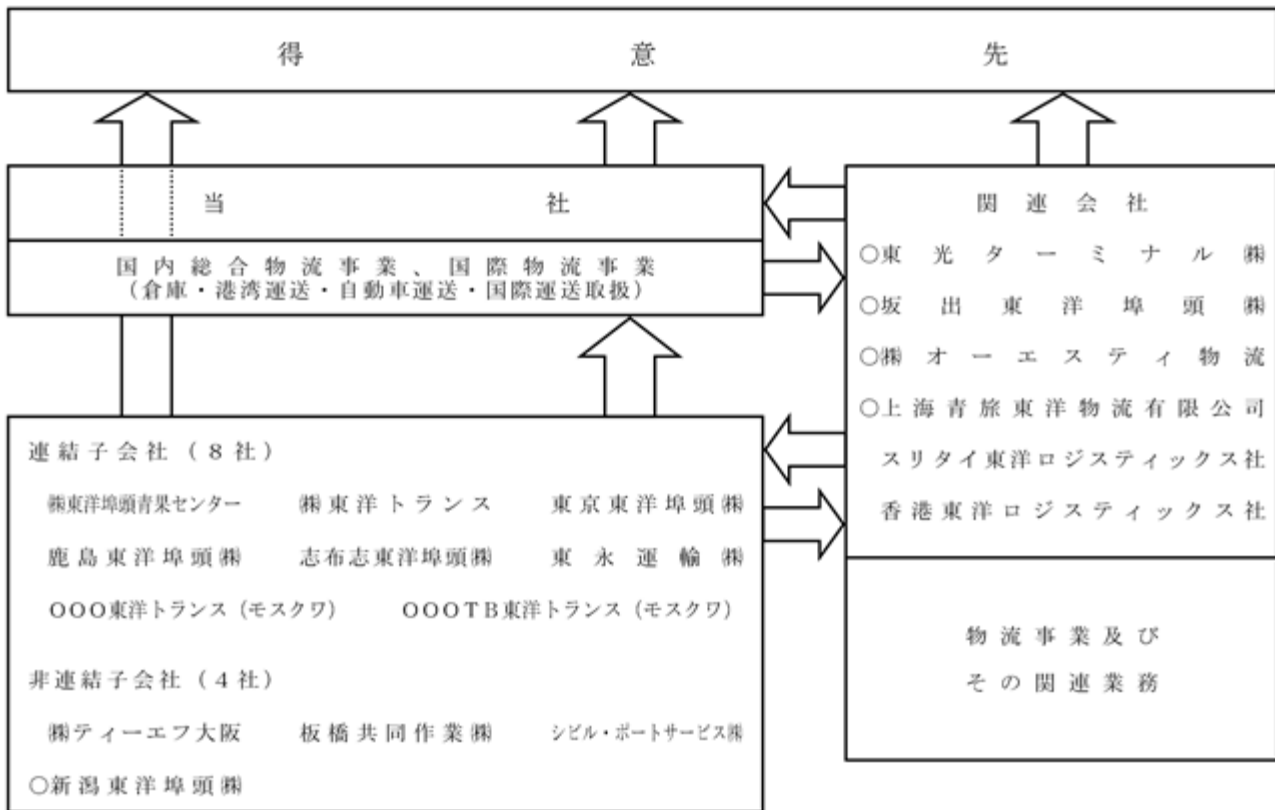 得意先
当社
国内総合物流事業、国際物流事業
（倉庫・港湾運送・自動車運送・国際運送取扱）
関連会社
○東光ターミナル㈱
○坂出東洋埠頭㈱
○㈱オーエスティ物流
○上海青旅東洋物流有限公司
スリタイ東洋ロジスティックス社
香港東洋ロジスティックス社
物流事業及び
その関連業務
連結子会社（８社）
㈱東洋埠頭青果センター ㈱東洋トランス 東京東洋埠頭㈱
鹿島東洋埠頭㈱ 志布志東洋埠頭㈱ 東永運輸㈱
ＯＯＯ東洋トランス（モスクワ） ＯＯＯＴＢ東洋トランス（モスクワ）
非連結子会社（４社）
㈱ティーエフ大阪 板橋共同作業㈱ シビル・ポートサービス㈱
○新潟東洋埠頭㈱